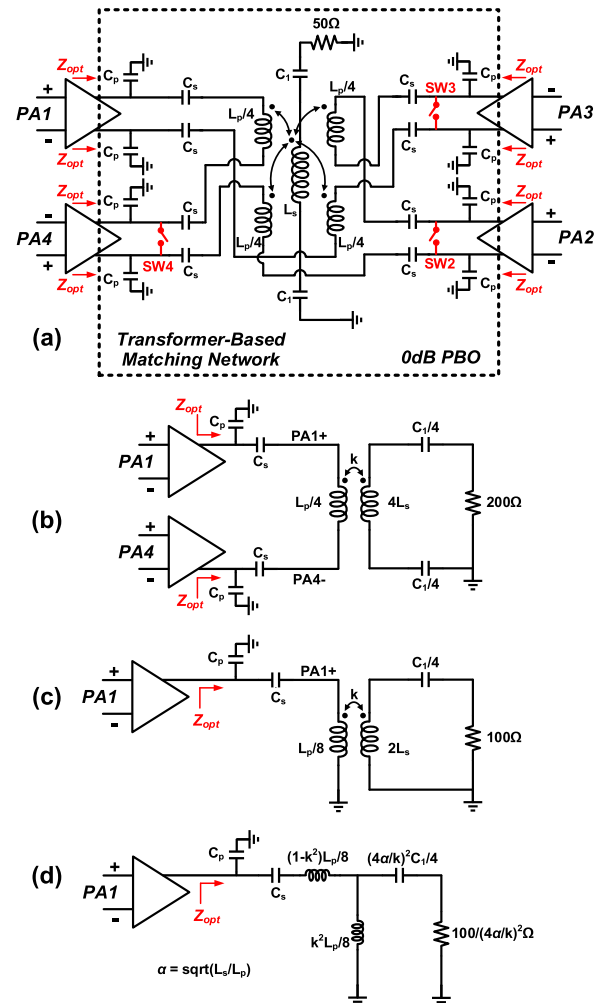 50Ω
C1
Zopt
Cp
Cs
Lp/4
Lp/4
Cs
SW3
Cp
Zopt
+
PA1
-
-
PA3
+
Zopt
Cp
Cs
Cs
Cp
Zopt
Zopt
Cp
Cs
Ls
Cs
Cp
Zopt
-
PA4
+
SW4
Lp/4
Lp/4
SW2
+
PA2
-
Zopt
Cp
Cs
C1
Cs
Cp
Zopt
(a)
Transformer-Based
Matching Network
0dB PBO
(b)
Zopt
Cp
+
PA1
-
Cs
PA1+
k
C1/4
Lp/4
4Ls
200Ω
+
PA4
-
Cs
PA4-
C1/4
Zopt
Cp
(c)
+
PA1
-
Cp
Zopt
Cs
PA1+
k
C1/4
Lp/8
2Ls
100Ω
(d)
+
PA1
-
Cp
Zopt
Cs
(1-k²)Lp/8
(4α/k)²C1/4
k²Lp/8
100/(4α/k)²Ω
α = sqrt(Ls/Lp)